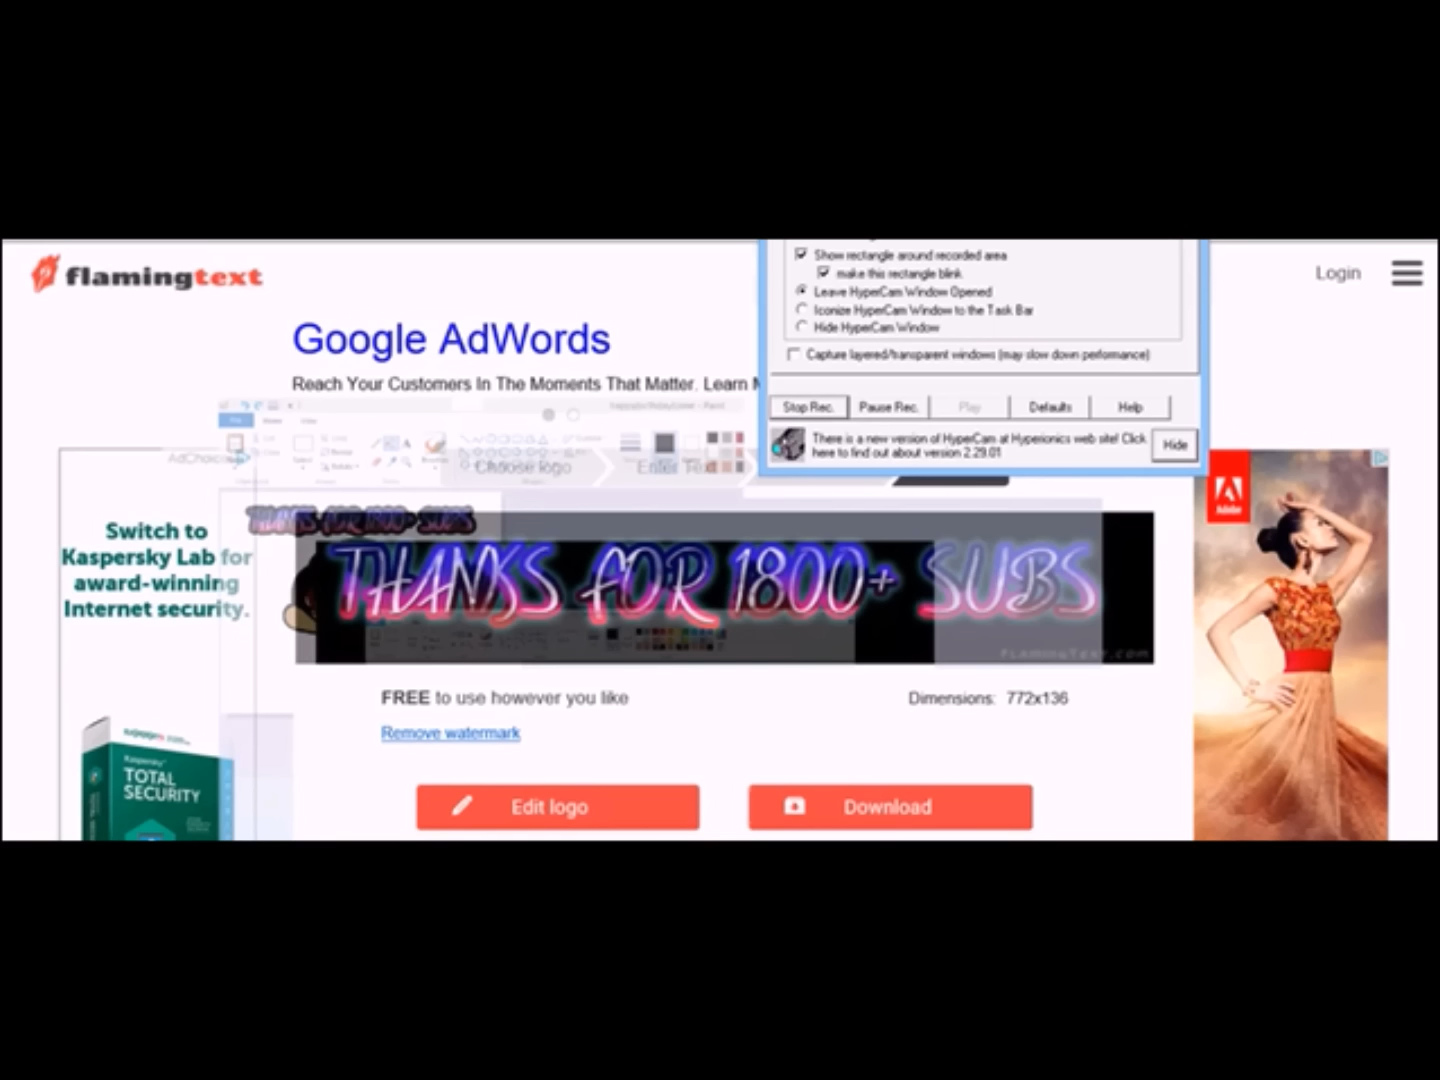 flamingtext
Login
Google AdWords
Reach Your Customers In The Moments That Matter. Learn
Show rectangle around recorded area
make this rectangle blink
Leave HyperCam Window Opened
Iconize HyperCam Window to the Task Bar
Hide HyperCam Window
Capture layered/transparent windows (may slow down performance)
Stop Rec.
Pause Rec.
Play
Defaults
Help
There is a new version of HyperCam at Hyperionics web site! Click
here to find out about version 2.29.01
Hide
Choose logo
Enter Text
Switch to
Kaspersky Lab for
award-winning
Internet security.
Adobe
THANKS FOR 1800+ SUBS
THANKS FOR 1800+ SUBS
FlamingText.com
FREE to use however you like
Dimensions: 772x136
Remove watermark
TOTAL
SECURITY
Edit logo
Download